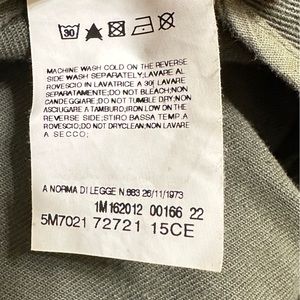 30
MACHINE WASH COLD ON THE REVERSE
SIDE WASH SEPARATELY;LAVARE AL
ROVESCIO IN LAVATRICE A 30| LAVARE
SEPARATAMENTE;DO NOT BLEACH;NON
CANDEGGIARE;DO NOT TUMBLE DRY;NON
ASCIUGARE A TAMBURO;IRON LOW ON THE
REVERSE SIDE;STIRO BASSA TEMP.A
ROVESCIO;DO NOT DRYCLEAN;NON LAVARE
A SECCO;
A NORMA DI LEGGE N.883 26/11/1973
1M162012 00166 22
5M7021 72721 15CE